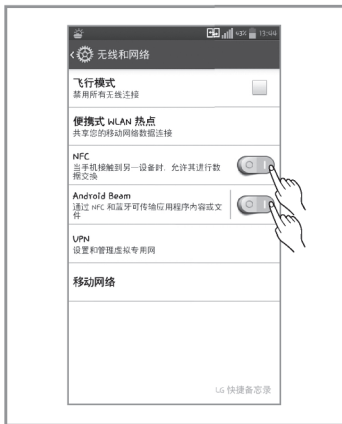 43% 13:44
无线和网络
飞行模式
禁用所有无线连接
便携式 WLAN 热点
共享您的移动网络数据连接
NFC
当手机接触到另一设备时，允许其进行数
据交换
Android Beam
通过 NFC 和蓝牙可传输应用程序内容或文
件
VPN
设置和管理虚拟专用网
移动网络
LG 快捷备忘录